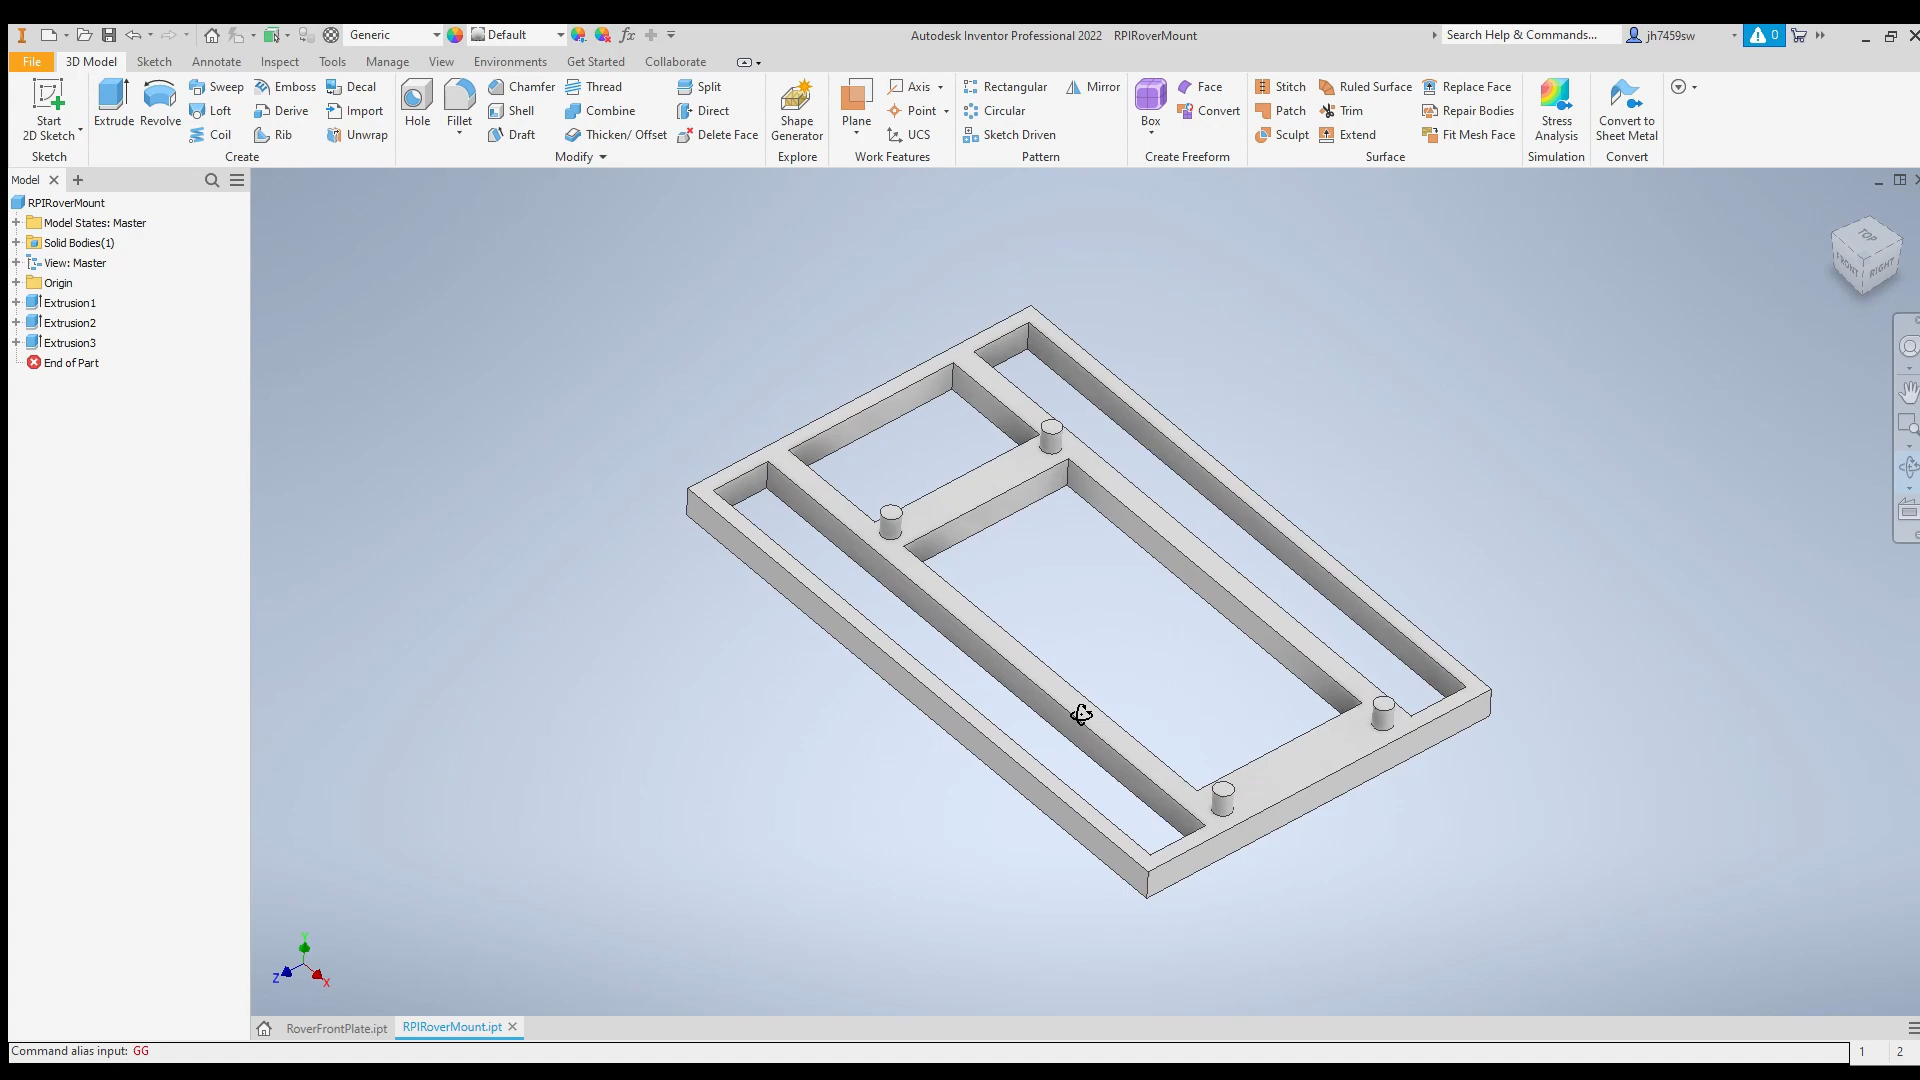 Generic
Default
fx
Autodesk Inventor Professional 2022 RPIRoverMount
Search Help & Commands...
jh7459sw
0
File 3D Model Sketch Annotate Inspect Tools Manage View Environments Get Started Collaborate
Start
2D Sketch
Sketch
Extrude
Revolve
Sweep
Loft
Coil
Emboss
Derive
Rib
Decal
Import
Unwrap
Create
Hole
Fillet
Chamfer
Shell
Draft
Thread
Combine
Thicken/ Offset
Split
Direct
Delete Face
Modify
Shape
Generator
Explore
Plane
Axis
Point
UCS
Work Features
Rectangular
Circular
Sketch Driven
Mirror
Pattern
Box
Face
Convert
Create Freeform
Stitch
Patch
Sculpt
Ruled Surface
Trim
Extend
Replace Face
Repair Bodies
Fit Mesh Face
Surface
Stress
Analysis
Simulation
Convert to
Sheet Metal
Convert
Model
RPIRoverMount
Model States: Master
Solid Bodies(1)
View: Master
Origin
Extrusion1
Extrusion2
Extrusion3
End of Part
TOP
FRONT
RIGHT
Y
Z
X
RoverFrontPlate.ipt
RPIRoverMount.ipt
Command alias input: GG
1 2